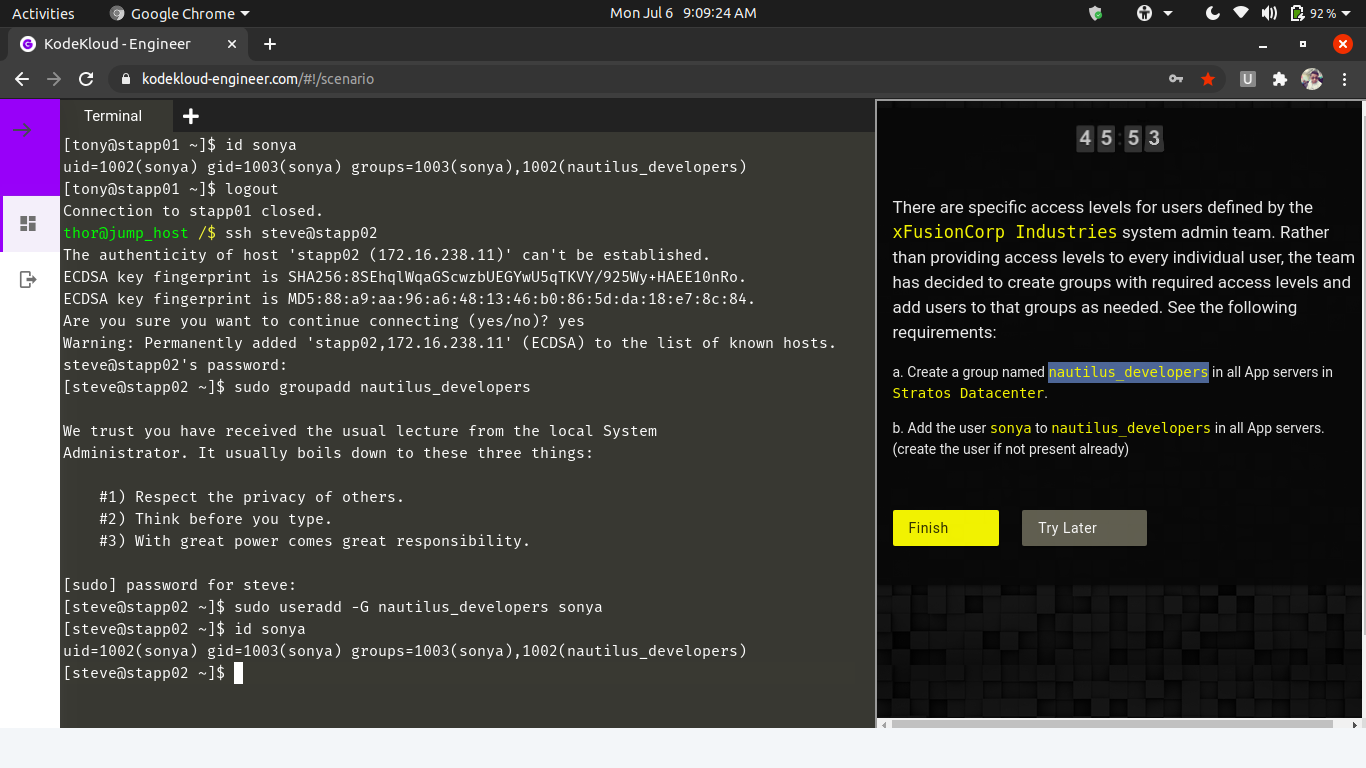 Activities
Google Chrome
Mon Jul 6 9:09:24 AM
92 %
KodeKloud - Engineer
kodekloud-engineer.com/#!/scenario
U
Terminal
[tony@stapp01 ~]$ id sonya
uid=1002(sonya) gid=1003(sonya) groups=1003(sonya),1002(nautilus_developers)
[tony@stapp01 ~]$ logout
Connection to stapp01 closed.
thor@jump_host /$ ssh steve@stapp02
The authenticity of host 'stapp02 (172.16.238.11)' can't be established.
ECDSA key fingerprint is SHA256:8SEhqlWqaGScwzbUEGYwU5qTKVY/925Wy+HAEE10nRo.
ECDSA key fingerprint is MD5:88:a9:aa:96:a6:48:13:46:b0:86:5d:da:18:e7:8c:84.
Are you sure you want to continue connecting (yes/no)? yes
Warning: Permanently added 'stapp02,172.16.238.11' (ECDSA) to the list of known hosts.
steve@stapp02's password:
[steve@stapp02 ~]$ sudo groupadd nautilus_developers
We trust you have received the usual lecture from the local System
Administrator. It usually boils down to these three things:
#1) Respect the privacy of others.
#2) Think before you type.
#3) With great power comes great responsibility.
[sudo] password for steve:
[steve@stapp02 ~]$ sudo useradd -G nautilus_developers sonya
[steve@stapp02 ~]$ id sonya
uid=1002(sonya) gid=1003(sonya) groups=1003(sonya),1002(nautilus_developers)
[steve@stapp02 ~]$
45:53
There are specific access levels for users defined by the
xFusionCorp Industries system admin team. Rather
than providing access levels to every individual user, the team
has decided to create groups with required access levels and
add users to that groups as needed. See the following
requirements:
a. Create a group named nautilus_developers in all App servers in
Stratos Datacenter.
b. Add the user sonya to nautilus_developers in all App servers.
(create the user if not present already)
Finish
Try Later